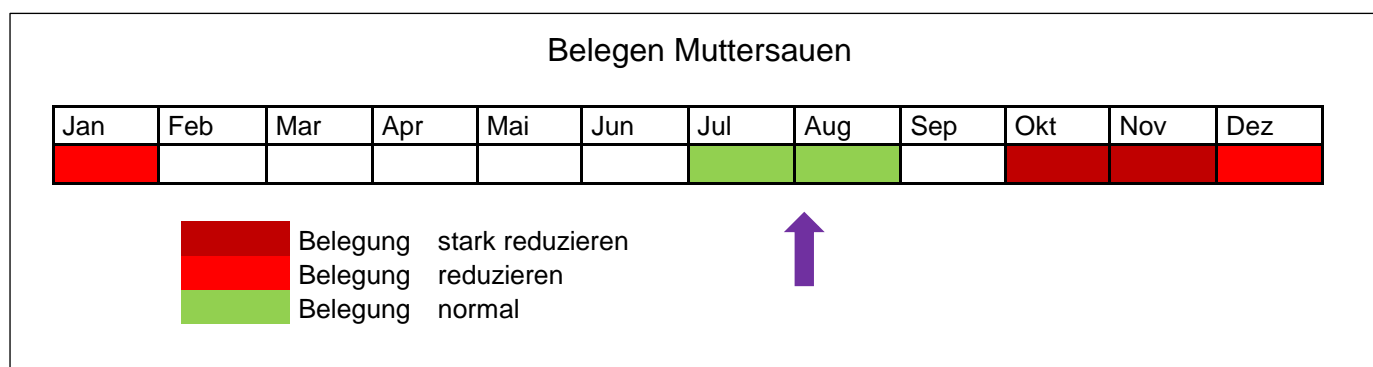 Belegen Muttersauen
Jan Feb Mar Apr Mai Jun Jul Aug Sep Okt Nov Dez
Belegung stark reduzieren
Belegung reduzieren
Belegung normal